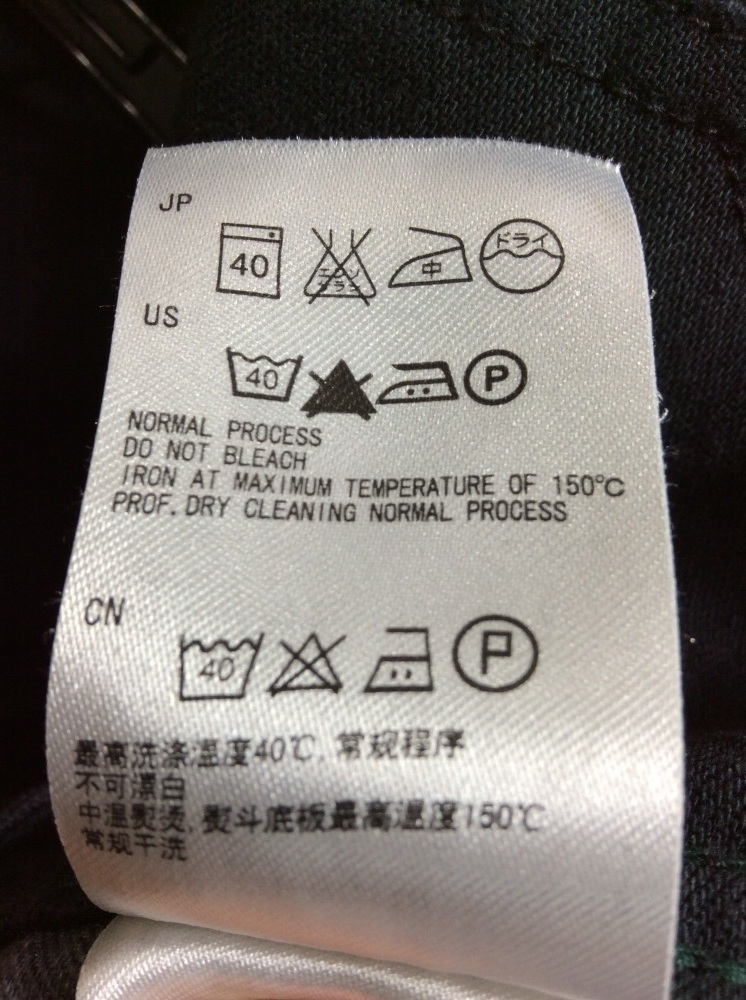 JP
40 エンソ サラシ 中 ドライ
US
40 P
NORMAL PROCESS
DO NOT BLEACH
IRON AT MAXIMUM TEMPERATURE OF 150℃
PROF.DRY CLEANING NORMAL PROCESS
CN
40 P
最高洗涤温度40℃,常规程序
不可漂白
中温熨烫,熨斗底板最高温度150℃
常规干洗